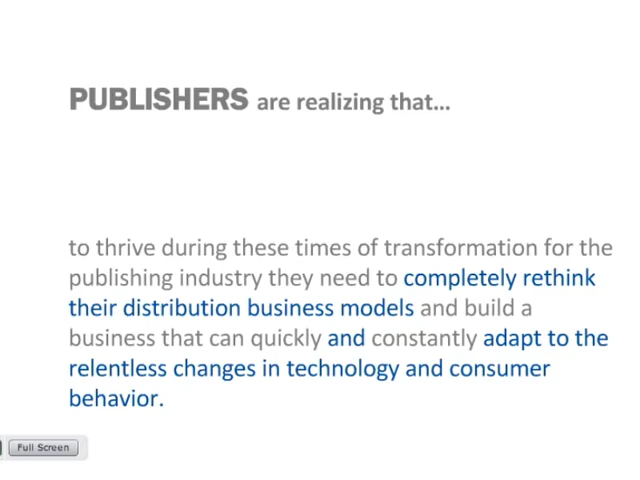 PUBLISHERS are realizing that…
to thrive during these times of transformation for the
publishing industry they need to completely rethink
their distribution business models and build a
business that can quickly and constantly adapt to the
relentless changes in technology and consumer
behavior.
Full Screen